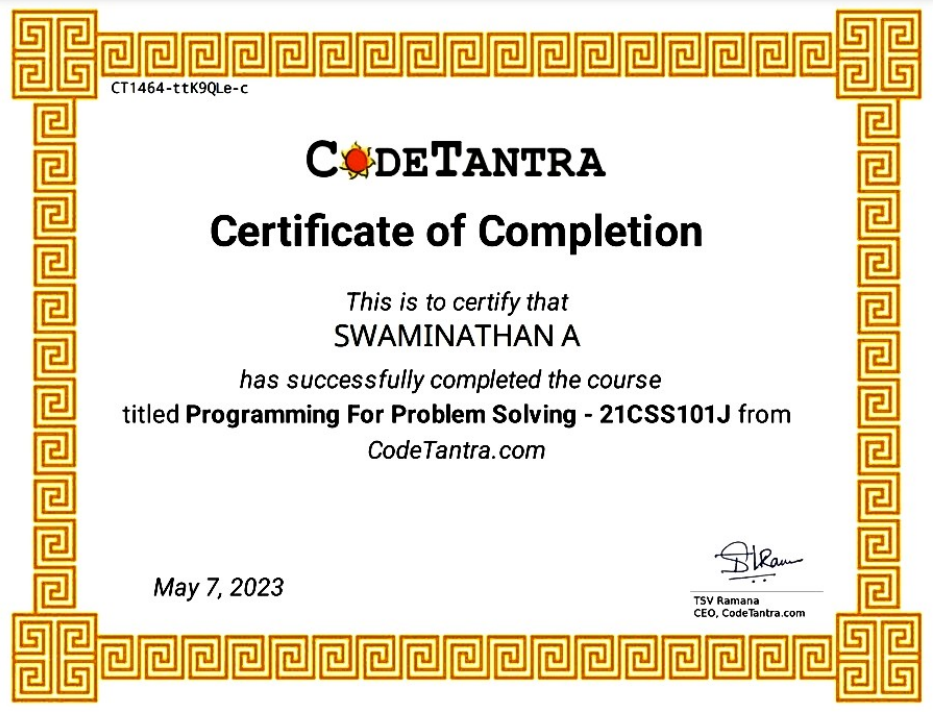 CT1464-ttK9QLe-c
CODETANTRA
Certificate of Completion
This is to certify that
SWAMINATHAN A
has successfully completed the course
titled Programming For Problem Solving - 21CSS101J from
CodeTantra.com
May 7, 2023
TSV Ramana
CEO, CodeTantra.com